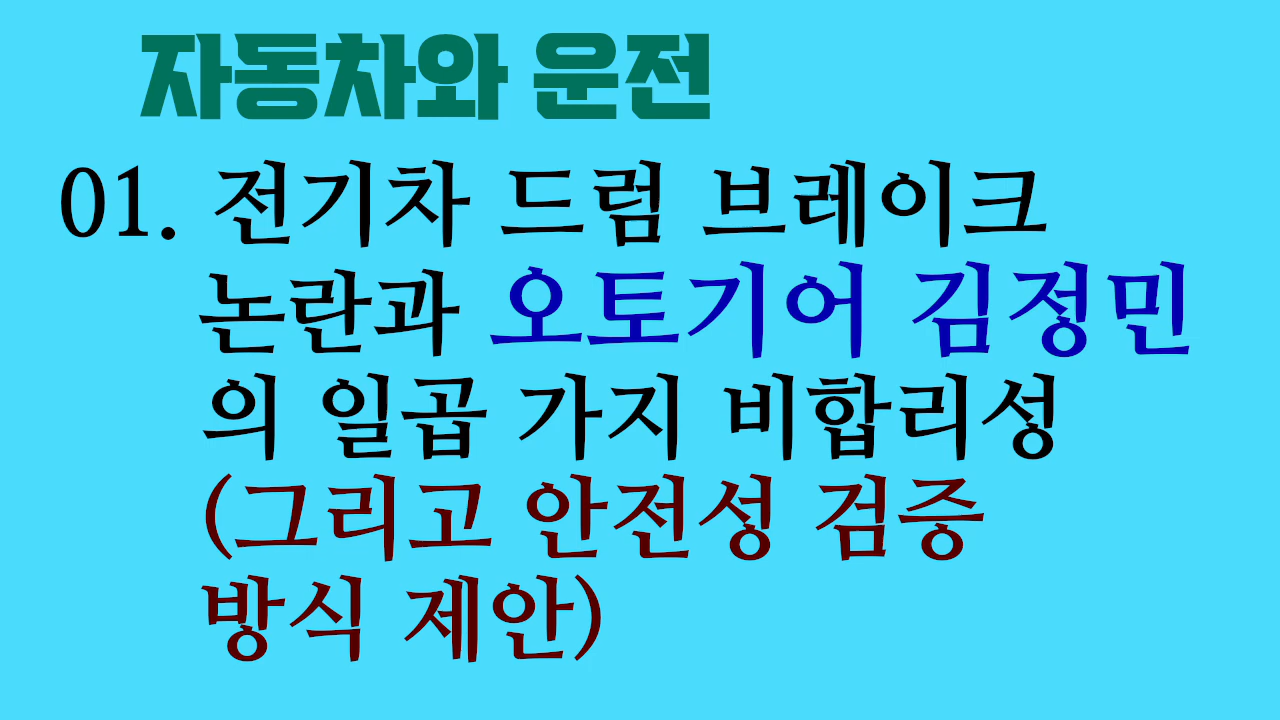 자동차와 운전
01. 전기차 드럼 브레이크
논란과 오토기어 김정민
의 일곱 가지 비합리성
(그리고 안전성 검증
방식 제안)